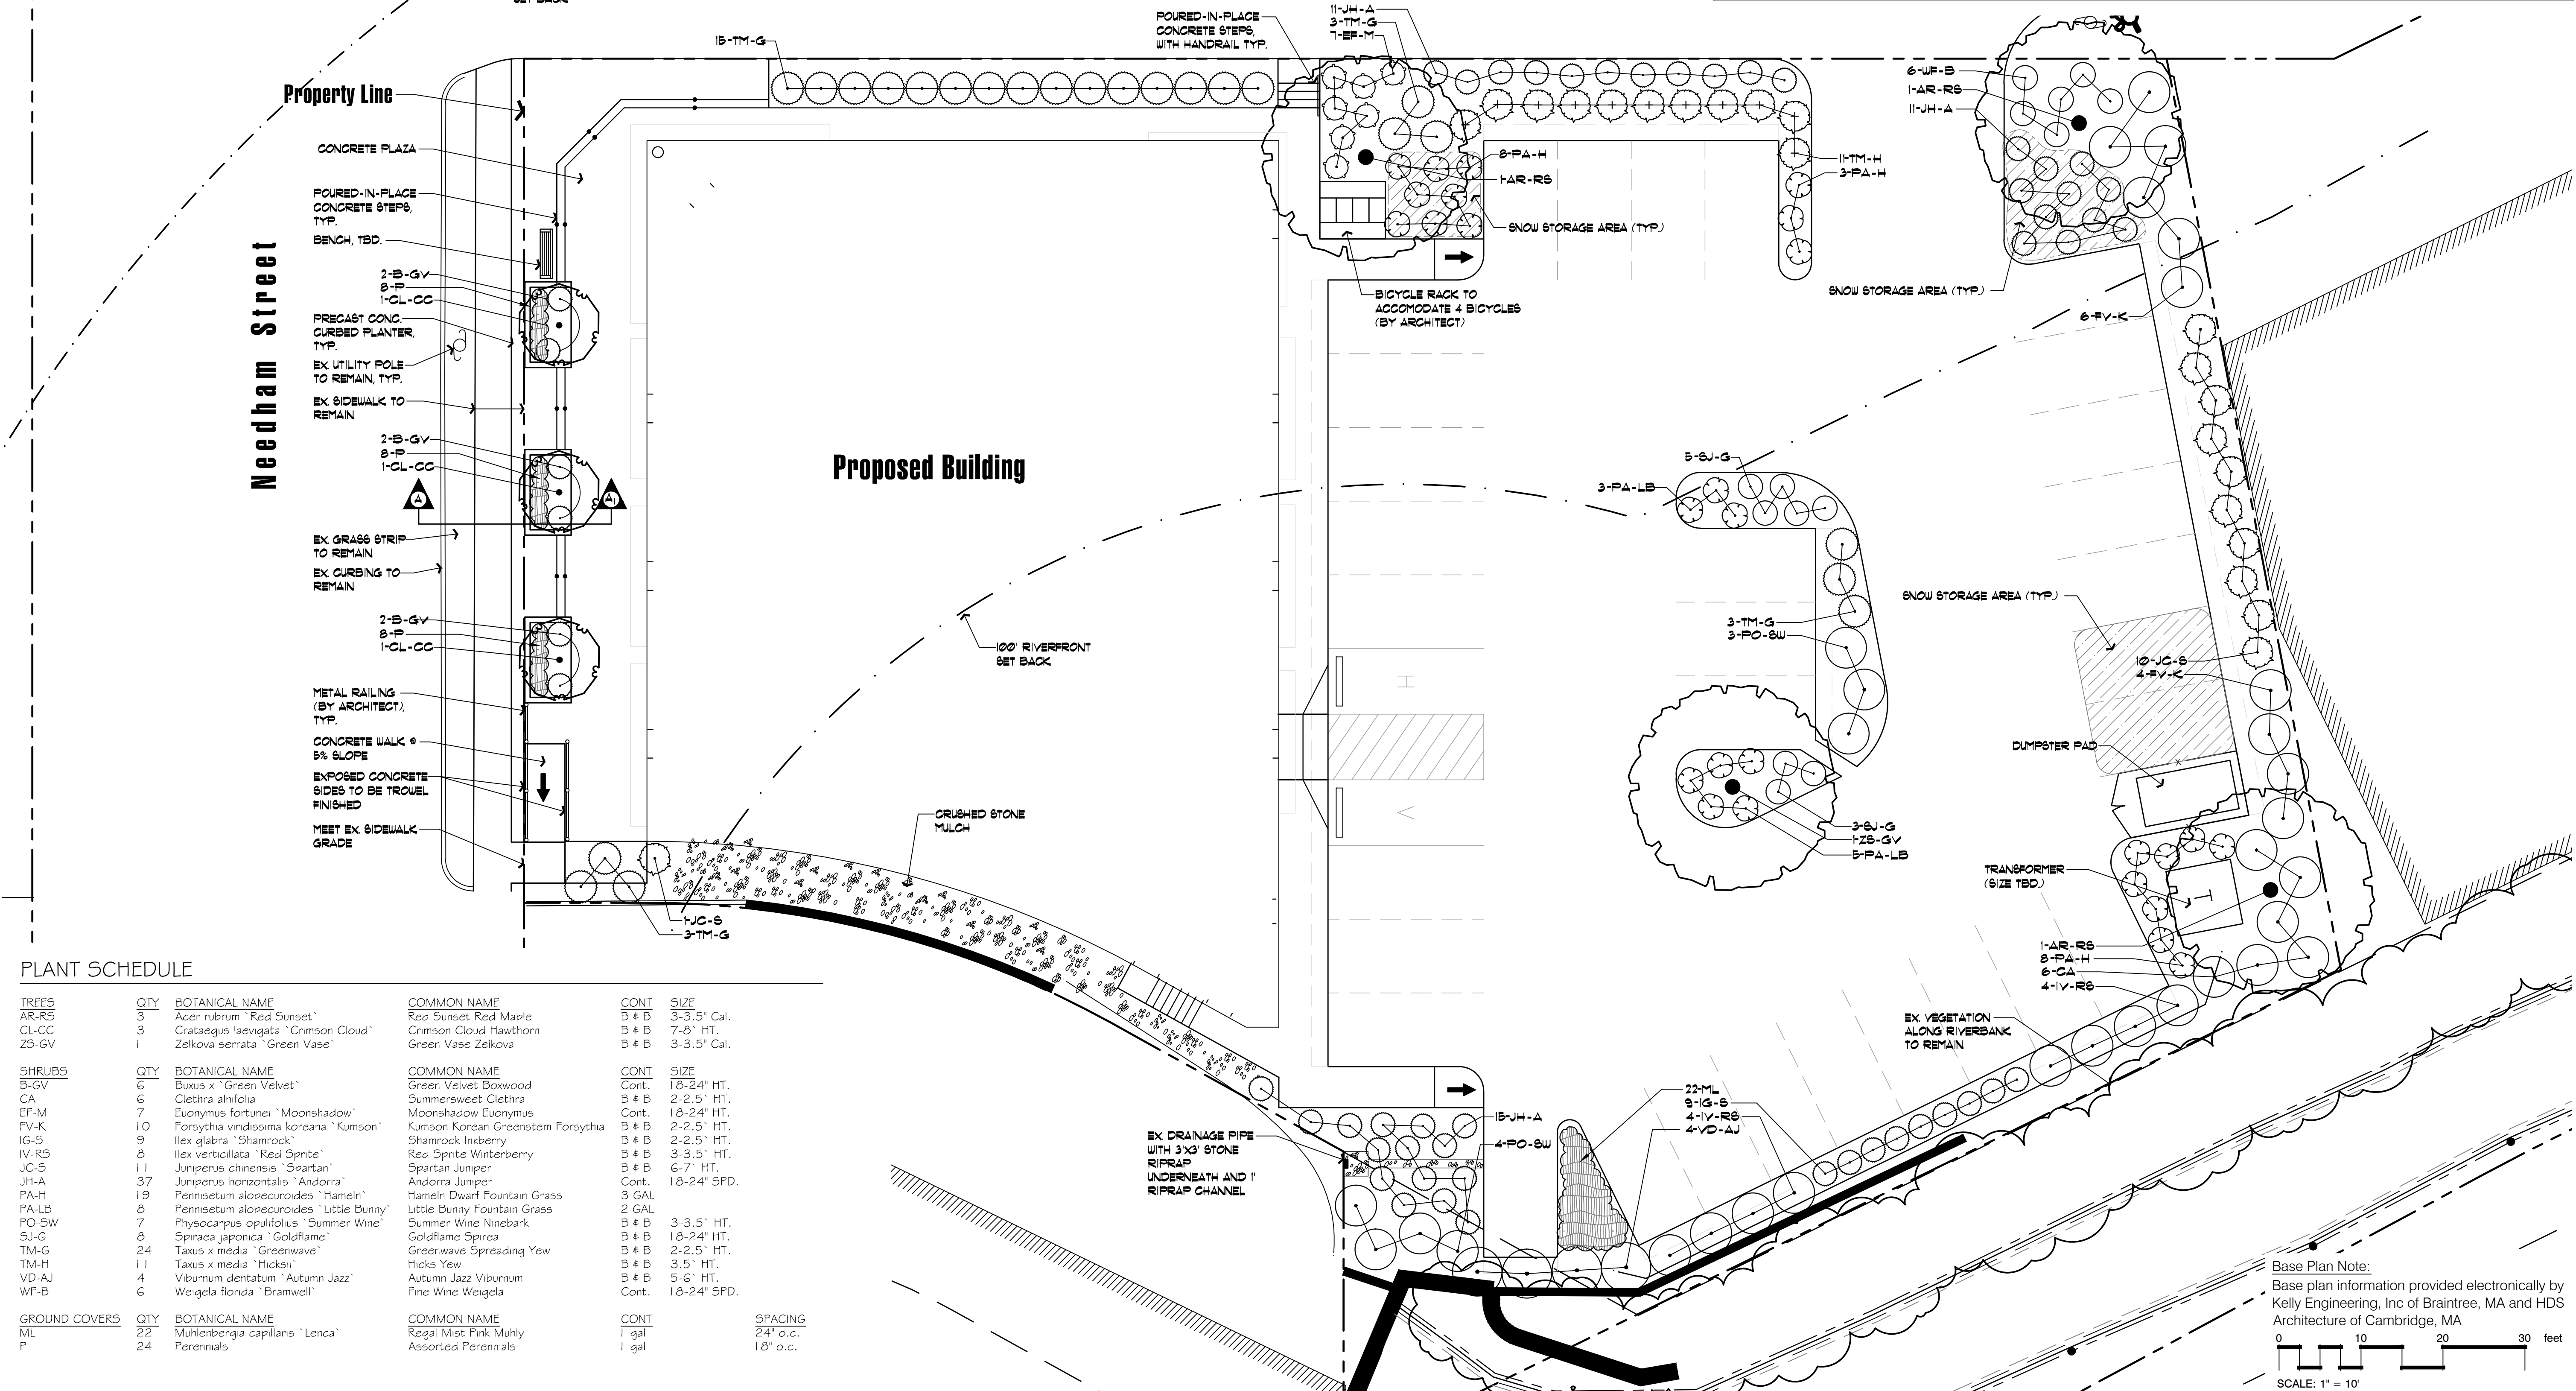 SET BACK
15-TM-G
POURED-IN-PLACE
CONCRETE STEPS,
WITH HANDRAIL TYP.
11-JH-A
3-TM-G
7-EF-M
6-WF-B
1-AR-RS
11-JH-A
Property Line
CONCRETE PLAZA
POURED-IN-PLACE
CONCRETE STEPS,
TYP.
BENCH, TBD.
2-B-GV
8-P
1-CL-CC
PRECAST CONC.
CURBED PLANTER,
TYP.
EX. UTILITY POLE
TO REMAIN, TYP.
EX. SIDEWALK TO
REMAIN
2-B-GV
8-P
1-CL-CC
A
A1
EX. GRASS STRIP
TO REMAIN
EX. CURBING TO
REMAIN
2-B-GV
8-P
1-CL-CC
METAL RAILING
(BY ARCHITECT),
TYP.
CONCRETE WALK @
5% SLOPE
EXPOSED CONCRETE
SIDES TO BE TROWEL
FINISHED
MEET EX. SIDEWALK
GRADE
Needham Street
Proposed Building
8-PA-H
1-AR-RS
SNOW STORAGE AREA (TYP.)
11-TM-H
3-PA-H
BICYCLE RACK TO
ACCOMODATE 4 BICYCLES
(BY ARCHITECT)
SNOW STORAGE AREA (TYP.)
6-FV-K
5-SJ-G
3-PA-LB
100' RIVERFRONT
SET BACK
3-TM-G
3-PO-SW
SNOW STORAGE AREA (TYP.)
10-JC-S
4-FV-K
H
V
DUMPSTER PAD
CRUSHED STONE
MULCH
3-SJ-G
1-ZS-GV
5-PA-LB
TRANSFORMER
(SIZE TBD.)
T
1-JC-S
3-TM-G
1-AR-RS
8-PA-H
6-CA
4-IV-RS
EX. VEGETATION
ALONG RIVERBANK
TO REMAIN
22-ML
9-IG-S
4-IV-RS
4-VD-AJ
15-JH-A
4-PO-SW
EX. DRAINAGE PIPE
WITH 3'X3' STONE
RIPRAP
UNDERNEATH AND 1'
RIPRAP CHANNEL
PLANT SCHEDULE
TREES QTY BOTANICAL NAME COMMON NAME CONT SIZE
AR-RS 3 Acer rubrum `Red Sunset` Red Sunset Red Maple B & B 3-3.5" Cal.
CL-CC 3 Crataegus laevigata `Crimson Cloud` Crimson Cloud Hawthorn B & B 7-8` HT.
ZS-GV 1 Zelkova serrata `Green Vase` Green Vase Zelkova B & B 3-3.5" Cal.
SHRUBS QTY BOTANICAL NAME COMMON NAME CONT SIZE
B-GV 6 Buxus x `Green Velvet` Green Velvet Boxwood Cont. 18-24" HT.
CA 6 Clethra alnifolia Summersweet Clethra B & B 2-2.5` HT.
EF-M 7 Euonymus fortunei `Moonshadow` Moonshadow Euonymus Cont. 18-24" HT.
FV-K 10 Forsythia viridissima koreana `Kumson` Kumson Korean Greenstem Forsythia B & B 2-2.5` HT.
IG-S 9 Ilex glabra `Shamrock` Shamrock Inkberry B & B 2-2.5` HT.
IV-RS 8 Ilex verticillata `Red Sprite` Red Sprite Winterberry B & B 3-3.5` HT.
JC-S 11 Juniperus chinensis `Spartan` Spartan Juniper B & B 6-7` HT.
JH-A 37 Juniperus horizontalis `Andorra` Andorra Juniper Cont. 18-24" SPD.
PA-H 19 Pennisetum alopecuroides `Hameln` Hameln Dwarf Fountain Grass 3 GAL
PA-LB 8 Pennisetum alopecuroides `Little Bunny` Little Bunny Fountain Grass 2 GAL
PO-SW 7 Physocarpus opulifolius `Summer Wine` Summer Wine Ninebark B & B 3-3.5` HT.
SJ-G 8 Spiraea japonica `Goldflame` Goldflame Spirea B & B 18-24" HT.
TM-G 24 Taxus x media `Greenwave` Greenwave Spreading Yew B & B 2-2.5` HT.
TM-H 11 Taxus x media `Hicksii` Hicks Yew B & B 3.5` HT.
VD-AJ 4 Viburnum dentatum `Autumn Jazz` Autumn Jazz Viburnum B & B 5-6` HT.
WF-B 6 Weigela florida `Bramwell` Fine Wine Weigela Cont. 18-24" SPD.
GROUND COVERS QTY BOTANICAL NAME COMMON NAME CONT SPACING
ML 22 Muhlenbergia capillaris `Lenca` Regal Mist Pink Muhly 1 gal 24" o.c.
P 24 Perennials Assorted Perennials 1 gal 18" o.c.
Base Plan Note:
Base plan information provided electronically by
Kelly Engineering, Inc of Braintree, MA and HDS
Architecture of Cambridge, MA
0 10 20 30 feet
SCALE: 1" = 10'